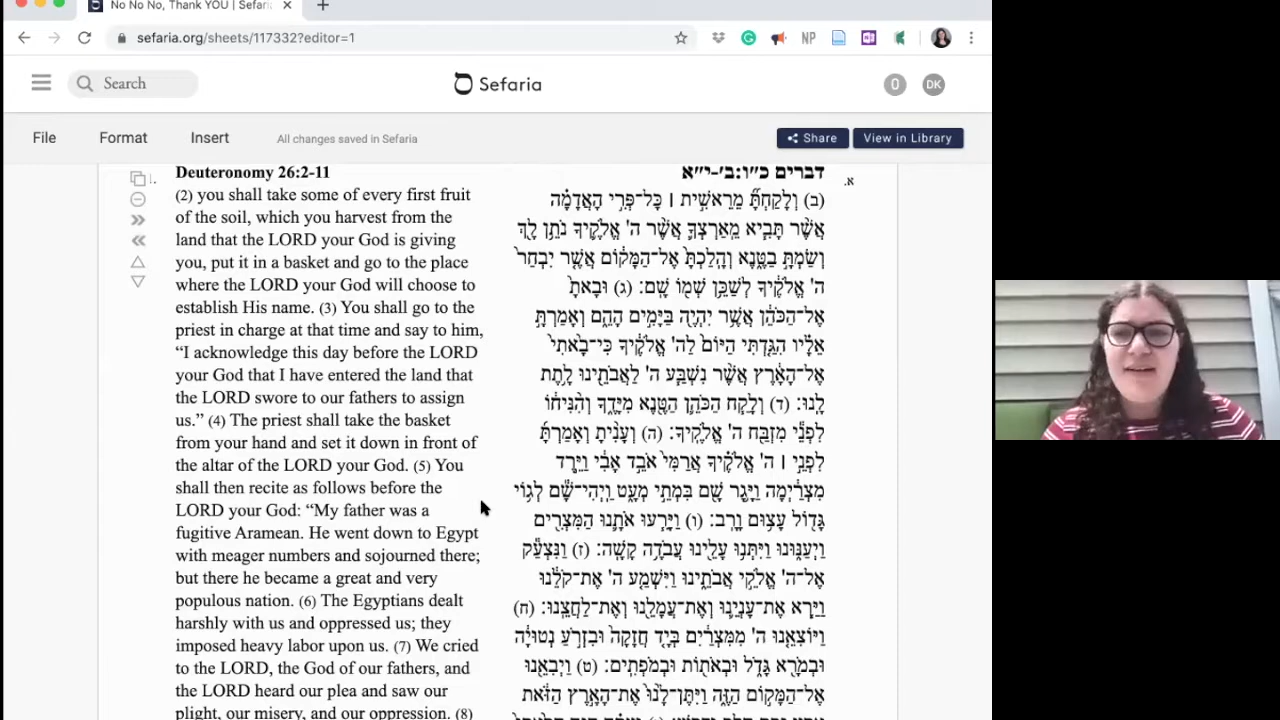 No No No, Thank YOU | Sefari
sefaria.org/sheets/117332?editor=1
NP
Search
Sefaria
0
DK
File
Format
Insert
All changes saved in Sefaria
Share
View in Library
Deuteronomy 26:2-11
(2) you shall take some of every first fruit
of the soil, which you harvest from the
land that the LORD your God is giving
you, put it in a basket and go to the place
where the LORD your God will choose to
establish His name. (3) You shall go to the
priest in charge at that time and say to him,
“I acknowledge this day before the LORD
your God that I have entered the land that
the LORD swore to our fathers to assign
us.” (4) The priest shall take the basket
from your hand and set it down in front of
the altar of the LORD your God. (5) You
shall then recite as follows before the
LORD your God: “My father was a
fugitive Aramean. He went down to Egypt
with meager numbers and sojourned there;
but there he became a great and very
populous nation. (6) The Egyptians dealt
harshly with us and oppressed us; they
imposed heavy labor upon us. (7) We cried
to the LORD, the God of our fathers, and
the LORD heard our plea and saw our
plight, our misery, and our oppression. (8)
דברים כ״ו:ב׳-י״א
א.
(ב) וְלָקַחְתָּ֞ מֵרֵאשִׁ֣ית ׀ כָּל־פְּרִ֣י הָאֲדָמָ֗ה
אֲשֶׁ֨ר תָּבִ֧יא מֵֽאַרְצְךָ֛ אֲשֶׁ֨ר ה' אֱלֹקֶ֛יךָ נֹתֵ֥ן לָ֖ךְ
וְשַׂמְתָּ֣ בַטֶּ֑נֶא וְהָֽלַכְתָּ֙ אֶל־הַמָּק֔וֹם אֲשֶׁ֤ר יִבְחַר֙
ה' אֱלֹקֶ֔יךָ לְשַׁכֵּ֥ן שְׁמ֖וֹ שָֽׁם׃ (ג) וּבָאתָ֙
אֶל־הַכֹּהֵ֔ן אֲשֶׁ֥ר יִהְיֶ֖ה בַּיָּמִ֣ים הָהֵ֑ם וְאָמַרְתָּ֣
אֵלָ֗יו הִגַּ֤דְתִּי הַיּוֹם֙ לַה' אֱלֹקֶ֔יךָ כִּי־בָ֙אתִי֙
אֶל־הָאָ֔רֶץ אֲשֶׁ֨ר נִשְׁבַּ֧ע ה' לַאֲבֹתֵ֖ינוּ לָ֥תֶת
לָֽנוּ׃ (ד) וְלָקַ֧ח הַכֹּהֵ֛ן הַטֶּ֖נֶא מִיָּדֶ֑ךָ וְהִ֨נִּיח֔וֹ
לִפְנֵ֕י מִזְבַּ֖ח ה' אֱלֹקֶֽיךָ׃ (ה) וְעָנִ֨יתָ וְאָמַרְתָּ֜
לִפְנֵ֣י ׀ ה' אֱלֹקֶ֗יךָ אֲרַמִּי֙ אֹבֵ֣ד אָבִ֔י וַיֵּ֣רֶד
מִצְרַ֔יְמָה וַיָּ֥גָר שָׁ֖ם בִּמְתֵ֣י מְעָ֑ט וַֽיְהִי־שָׁ֕ם לְג֥וֹי
גָּד֖וֹל עָצ֥וּם וָרָֽב׃ (ו) וַיָּרֵ֧עוּ אֹתָ֛נוּ הַמִּצְרִ֖ים
וַיְעַנּ֑וּנוּ וַיִּתְּנ֥וּ עָלֵ֖ינוּ עֲבֹדָ֥ה קָשָֽׁה׃ (ז) וַנִּצְעַ֕ק
אֶל־ה' אֱלֹקֵ֣י אֲבֹתֵ֑ינוּ וַיִּשְׁמַ֤ע ה' אֶת־קֹלֵ֔נוּ
וַיַּ֧רְא אֶת־עָנְיֵ֛נוּ וְאֶת־עֲמָלֵ֖נוּ וְאֶת־לַחֲצֵֽנוּ׃ (ח)
וַיּוֹצִאֵ֤נוּ ה' מִמִּצְרַ֔יִם בְּיָ֤ד חֲזָקָה֙ וּבִזְרֹ֣עַ נְטוּיָ֔ה
וּבְמֹרָ֖א גָּדֹ֑ל וּבְאֹת֖וֹת וּבְמֹפְתִֽים׃ (ט) וַיְבִאֵ֖נוּ
אֶל־הַמָּק֣וֹם הַזֶּ֑ה וַיִּתֶּן־לָ֙נוּ֙ אֶת־הָאָ֣רֶץ הַזֹּ֔את